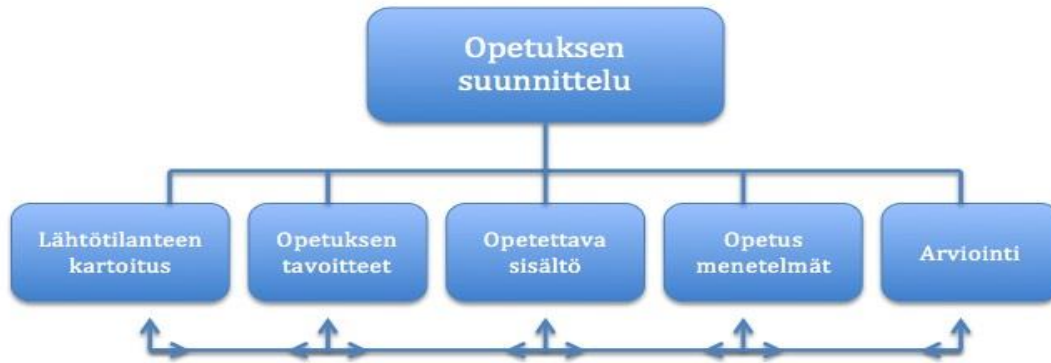 Opetuksen
suunnittelu
Lähtötilanteen
kartoitus
Opetuksen
tavoitteet
Opetettava
sisältö
Opetus
menetelmät
Arviointi